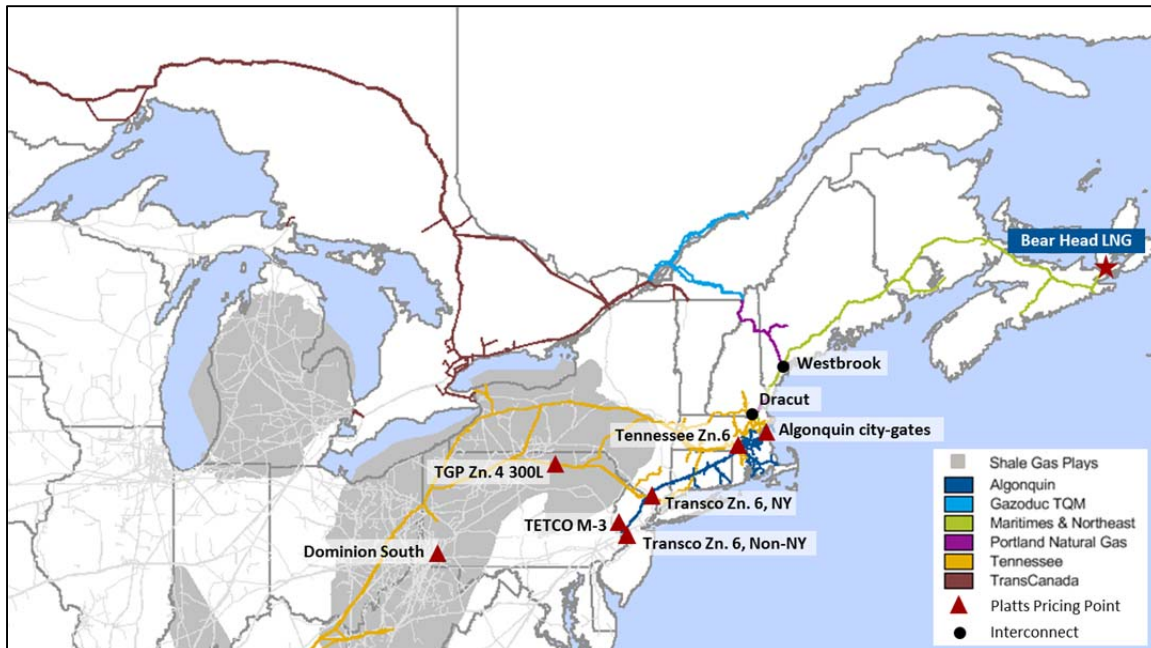 Bear Head LNG
Westbrook
Dracut
Algonquin city-gates
Tennessee Zn.6
TGP Zn. 4 300L
Transco Zn. 6, NY
TETCO M-3
Transco Zn. 6, Non-NY
Dominion South
Shale Gas Plays
Algonquin
Gazoduc TQM
Maritimes & Northeast
Portland Natural Gas
Tennessee
TransCanada
Platts Pricing Point
Interconnect